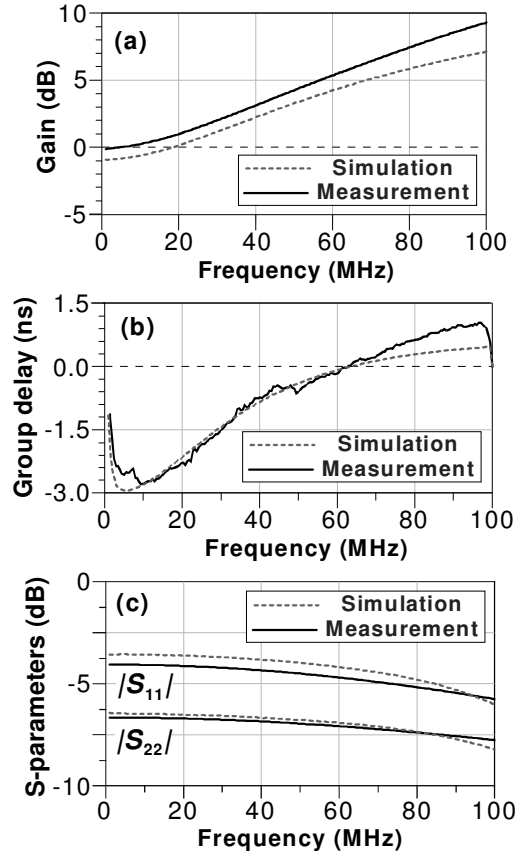 (a)
Gain (dB)
10
5
0
-5
Simulation
Measurement
0
20
40
60
80
100
Frequency (MHz)
(b)
Group delay (ns)
1.5
0.0
-1.5
-3.0
Simulation
Measurement
0
20
40
60
80
100
Frequency (MHz)
(c)
S-parameters (dB)
0
-5
-10
Simulation
Measurement
|S11|
|S22|
0
20
40
60
80
100
Frequency (MHz)